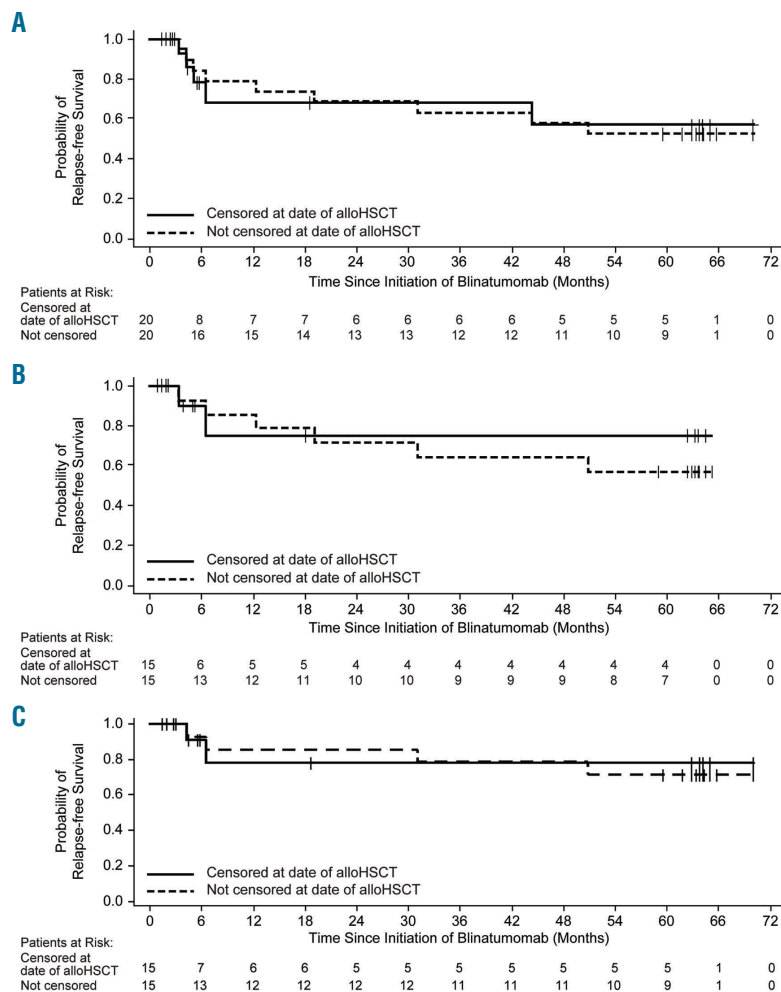 A
1.0
0.8
0.6
0.4
0.2
0.0
Probability of
Relapse-free Survival
Censored at date of alloHSCT
Not censored at date of alloHSCT
0 6 12 18 24 30 36 42 48 54 60 66 72
Time Since Initiation of Blinatumomab (Months)
Patients at Risk:
Censored at
date of alloHSCT 20 8 7 7 6 6 6 6 5 5 5 1 0
Not censored 20 16 15 14 13 13 12 12 11 10 9 1 0
B
1.0
0.8
0.6
0.4
0.2
0.0
Probability of
Relapse-free Survival
Censored at date of alloHSCT
Not censored at date of alloHSCT
0 6 12 18 24 30 36 42 48 54 60 66 72
Time Since Initiation of Blinatumomab (Months)
Patients at Risk:
Censored at
date of alloHSCT 15 6 5 5 4 4 4 4 4 4 4 0 0
Not censored 15 13 12 11 10 10 9 9 9 8 7 0 0
C
1.0
0.8
0.6
0.4
0.2
0.0
Probability of
Relapse-free Survival
Censored at date of alloHSCT
Not censored at date of alloHSCT
0 6 12 18 24 30 36 42 48 54 60 66 72
Time Since Initiation of Blinatumomab (Months)
Patients at Risk:
Censored at
date of alloHSCT 15 7 6 6 5 5 5 5 5 5 5 1 0
Not censored 15 13 12 12 12 12 11 11 11 10 9 1 0